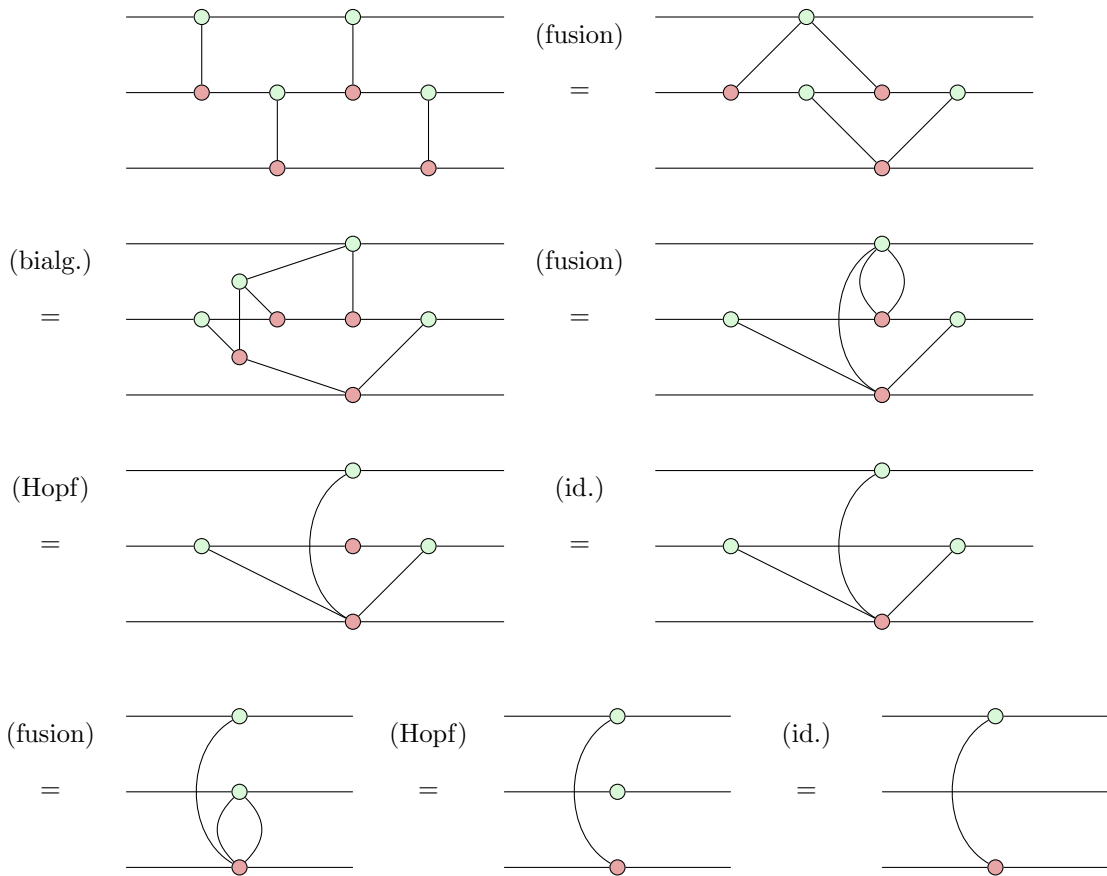 (fusion)
=
(bialg.)
=
(fusion)
=
(Hopf)
=
(id.)
=
(fusion)
=
(Hopf)
=
(id.)
=